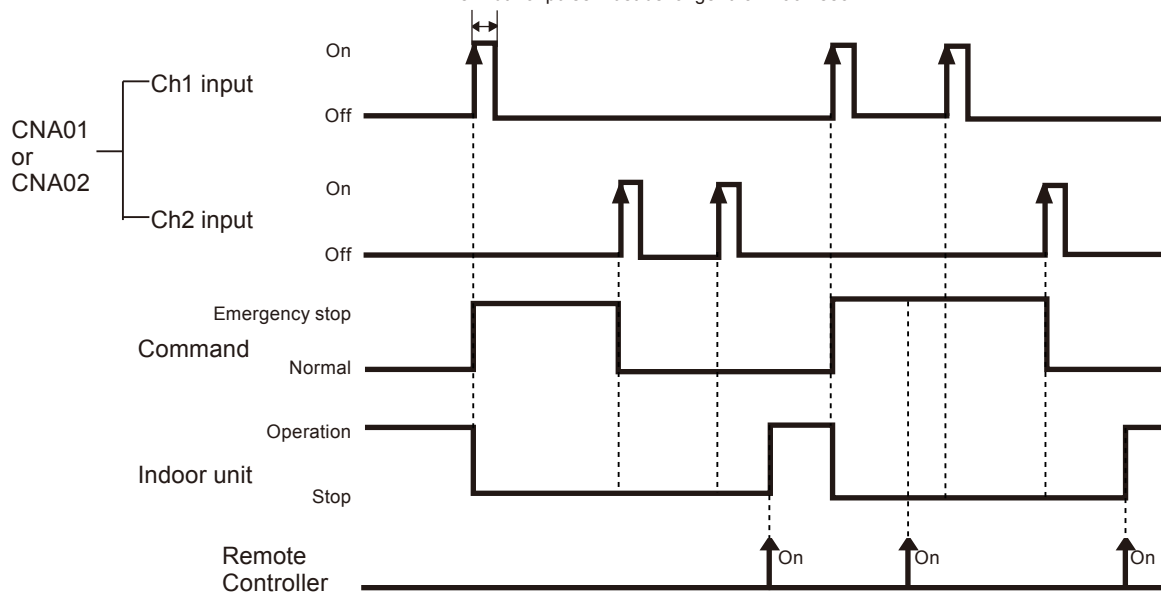 On
Ch1 input
Off
CNA01
or
CNA02
On
Ch2 input
Off
Emergency stop
Command
Normal
Operation
Indoor unit
Stop
Remote
Controller
On
On
On